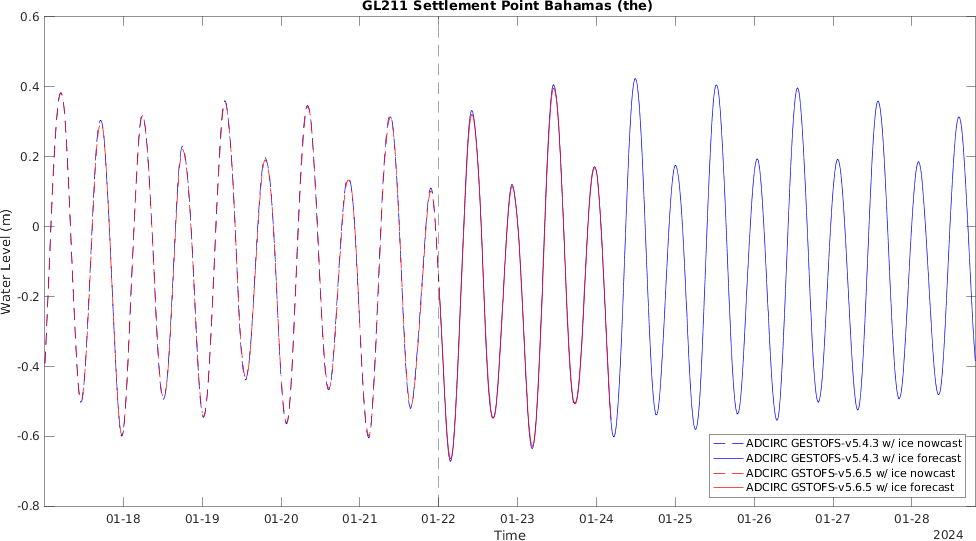 GL211 Settlement Point Bahamas (the)
0.6
0.4
0.2
0
-0.2
-0.4
-0.6
-0.8
Water Level (m)
ADCIRC GESTOFS-v5.4.3 w/ ice nowcast
ADCIRC GESTOFS-v5.4.3 w/ ice forecast
ADCIRC GSTOFS-v5.6.5 w/ ice nowcast
ADCIRC GSTOFS-v5.6.5 w/ ice forecast
01-18 01-19 01-20 01-21 01-22 01-23 01-24 01-25 01-26 01-27 01-28
Time
2024